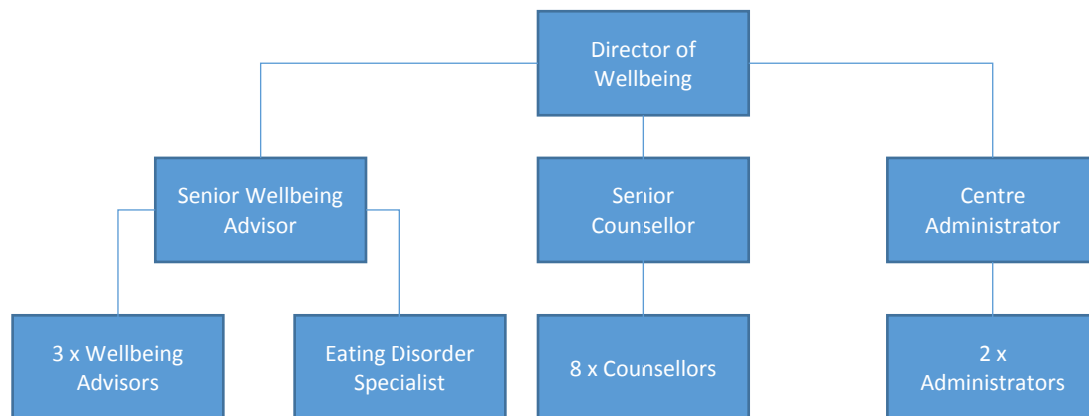 Director of
Wellbeing
Senior Wellbeing
Advisor
Senior
Counsellor
Centre
Administrator
3 x Wellbeing
Advisors
Eating Disorder
Specialist
8 x Counsellors
2 x
Administrators